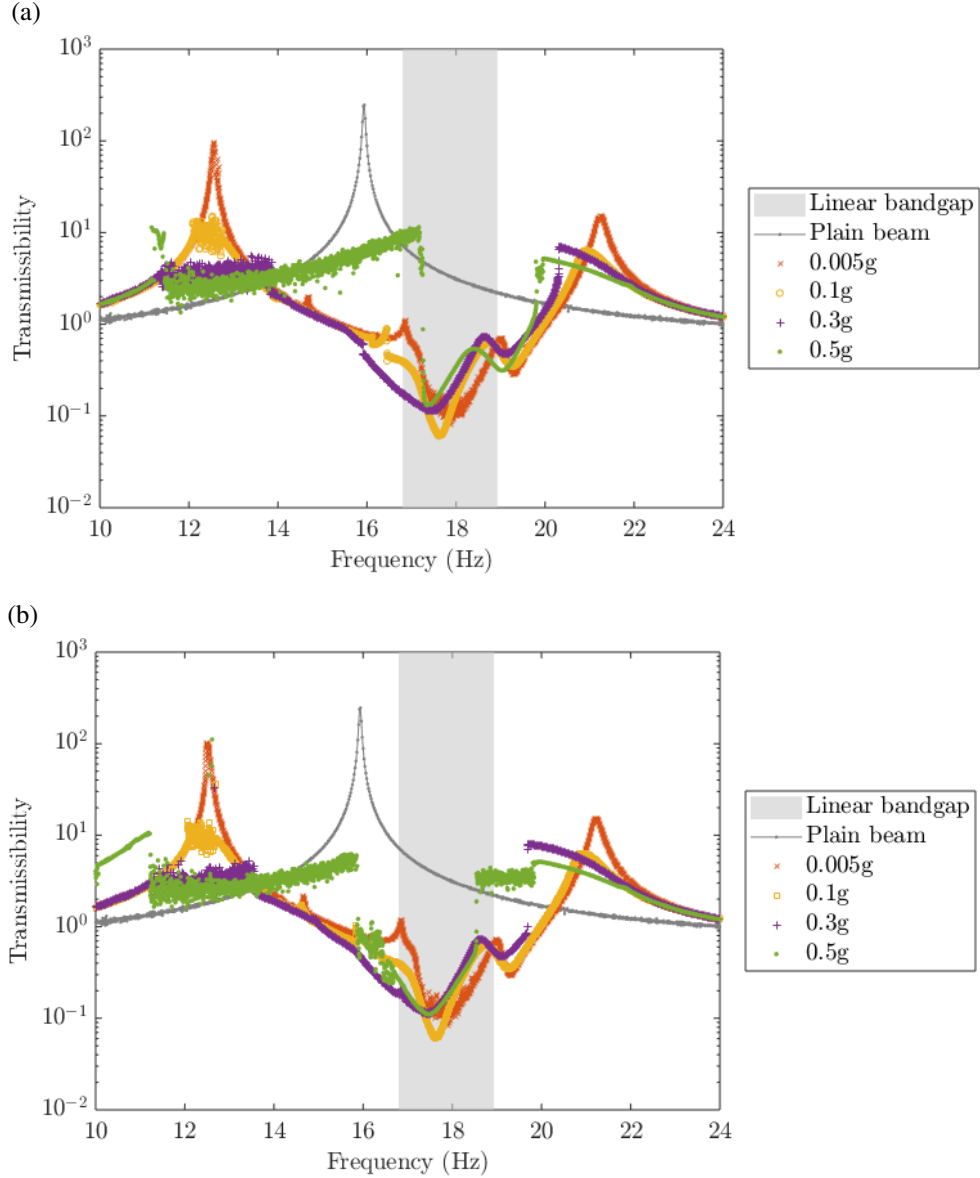 (a)
10^3
10^2
10^1
10^0
10^-1
10^-2
Transmissibility
10 12 14 16 18 20 22 24
Frequency (Hz)
Linear bandgap
Plain beam
0.005g
0.1g
0.3g
0.5g
(b)
10^3
10^2
10^1
10^0
10^-1
10^-2
Transmissibility
10 12 14 16 18 20 22 24
Frequency (Hz)
Linear bandgap
Plain beam
0.005g
0.1g
0.3g
0.5g